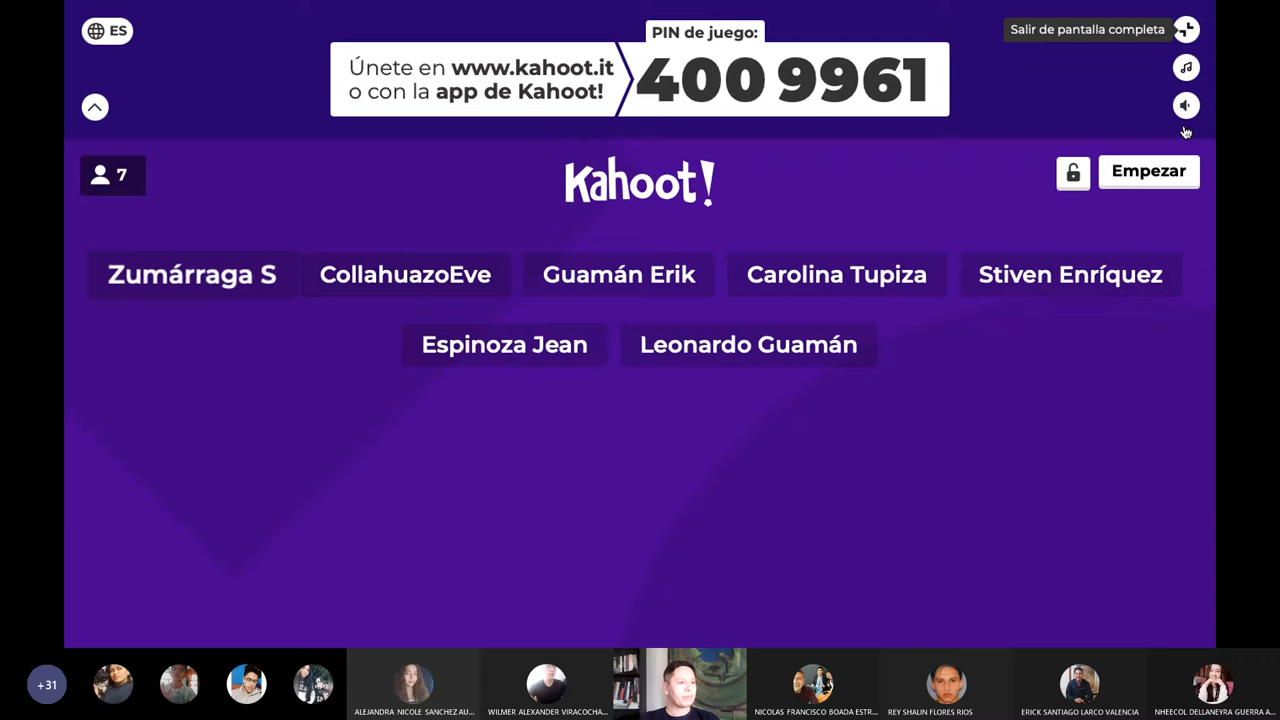 ES
PIN de juego:
Salir de pantalla completa
Únete en www.kahoot.it
o con la app de Kahoot!
400 9961
7
Kahoot!
Empezar
Zumárraga S
CollahuazoEve
Guamán Erik
Carolina Tupiza
Stiven Enríquez
Espinoza Jean
Leonardo Guamán
+31
ALEJANDRA NICOLE SANCHEZ AU...
WILMER ALEXANDER VIRACOCHA...
NICOLAS FRANCISCO BOADA ESTR...
REY SHALIN FLORES RIOS
ERICK SANTIAGO LARCO VALENCIA
NHEECOL DELLANEYRA GUERRA A...